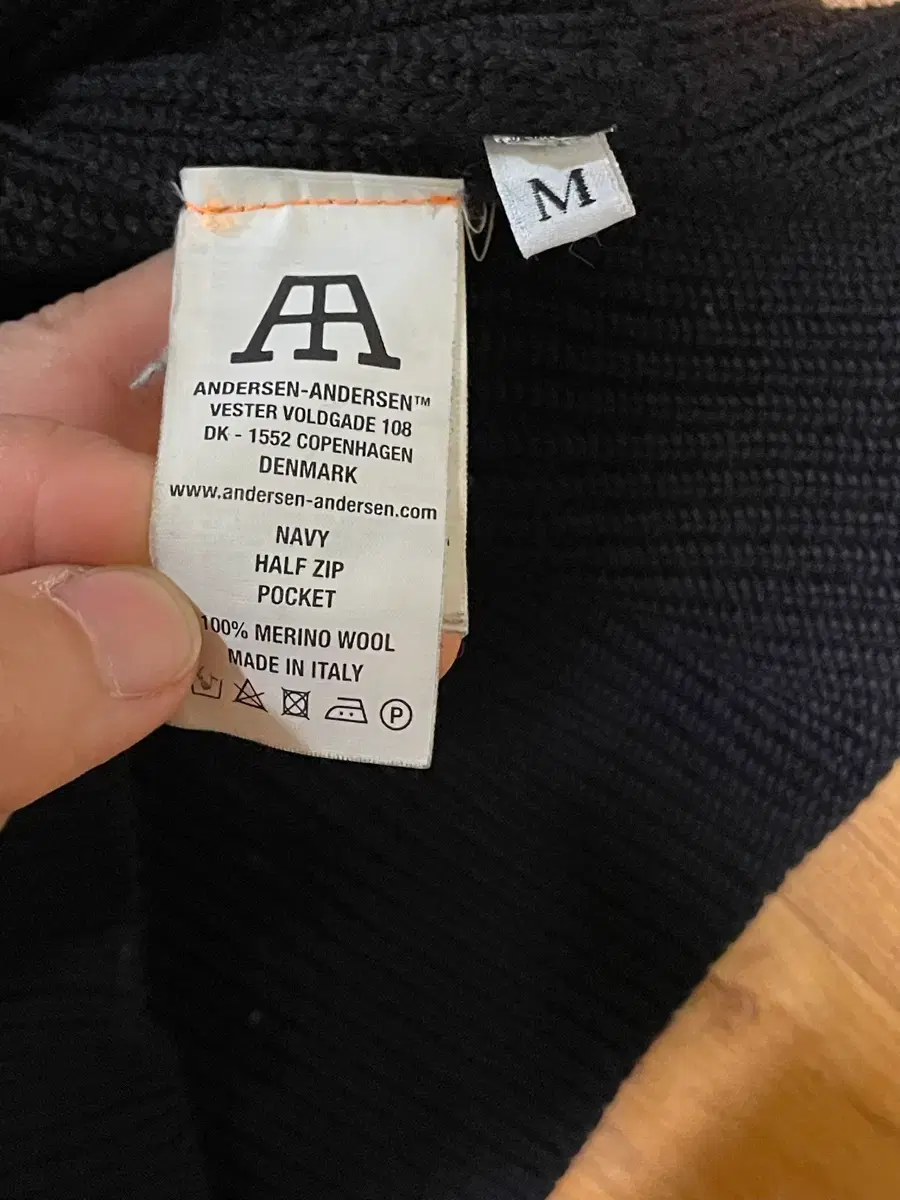 M
ANDERSEN-ANDERSEN™
VESTER VOLDGADE 108
DK - 1552 COPENHAGEN
DENMARK
www.andersen-andersen.com
NAVY
HALF ZIP
POCKET
100% MERINO WOOL
MADE IN ITALY
P